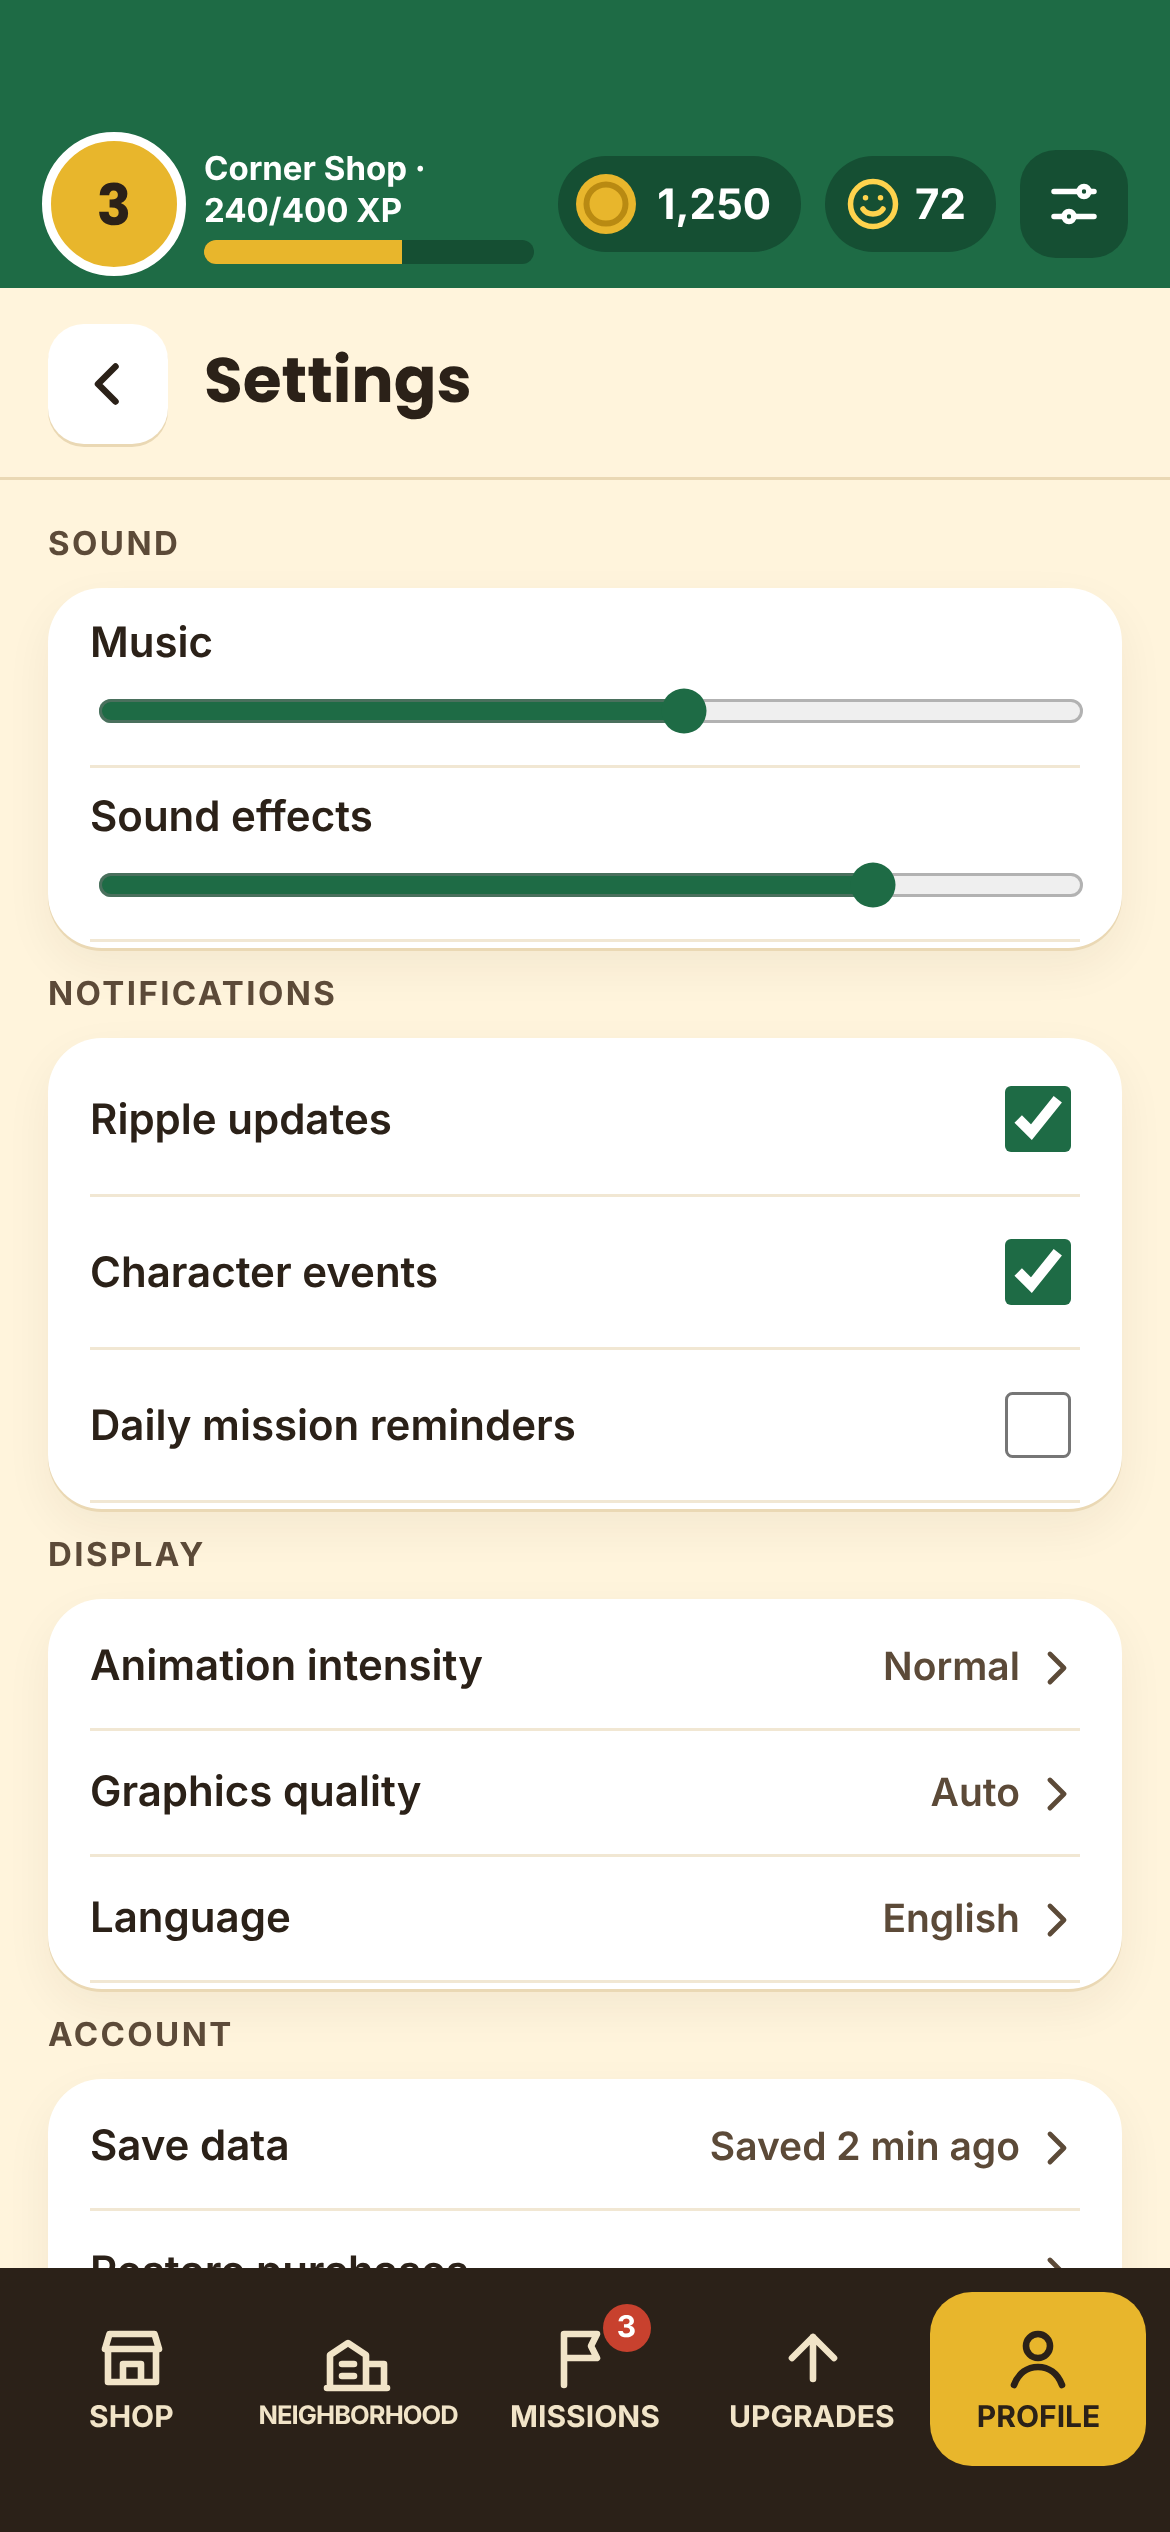 3
Corner Shop ·
240/400 XP
1,250
72
Settings
SOUND
Music
Sound effects
NOTIFICATIONS
Ripple updates
Character events
Daily mission reminders
DISPLAY
Animation intensity
Normal
Graphics quality
Auto
Language
English
ACCOUNT
Save data
Saved 2 min ago
Restore purchases
3
SHOP
NEIGHBORHOOD
MISSIONS
UPGRADES
PROFILE